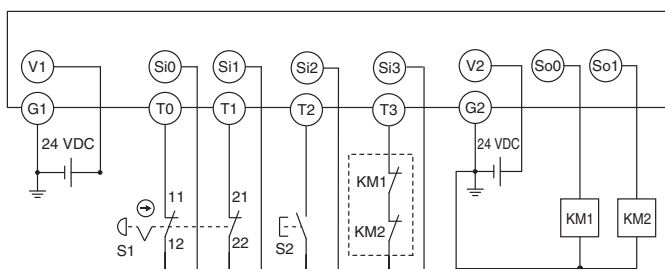 V1 Si0 Si1 Si2 Si3 V2 So0 So1
G1 T0 T1 T2 T3 G2
24 VDC 24 VDC
11 21 KM1
S1 12 22 S2 KM2 KM1 KM2